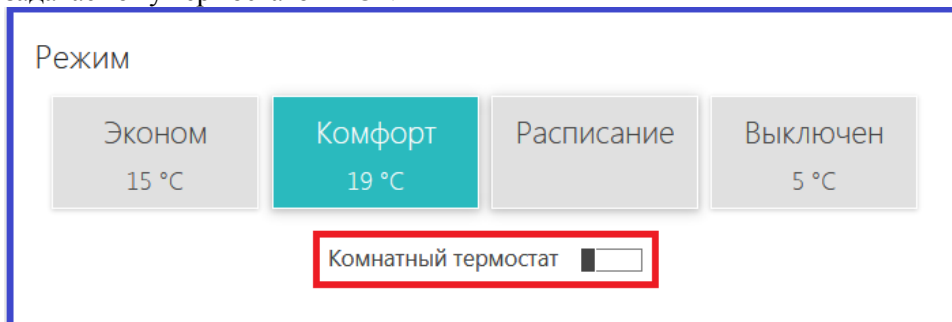 Режим
Эконом Комфорт Расписание Выключен
15 °C 19 °C 5 °C
Комнатный термостат